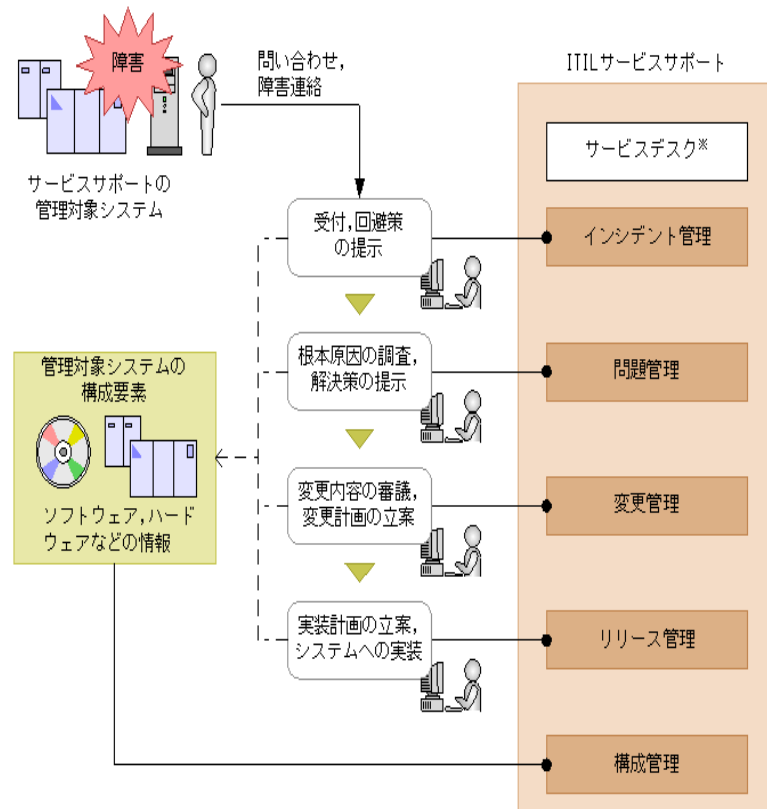 障害
問い合わせ,
障害連絡
サービスサポートの
管理対象システム
ITILサービスサポート
サービスデスク※
受付,回避策
の提示
インシデント管理
根本原因の調査,
解決策の提示
問題管理
管理対象システムの
構成要素
ソフトウェア,ハード
ウェアなどの情報
変更内容の審議,
変更計画の立案
変更管理
実装計画の立案,
システムへの実装
リリース管理
構成管理